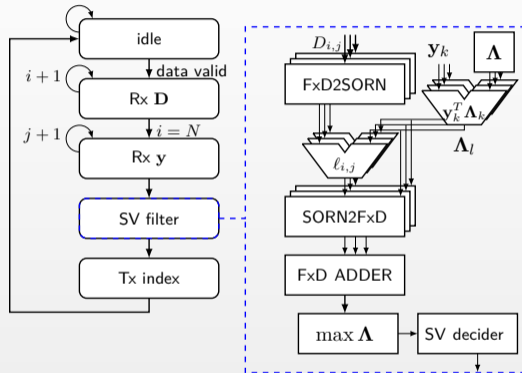 idle
data valid
i + 1
Rx D
i = N
j + 1
Rx y
SV filter
Tx index
D_{i,j}
y_k
Λ
FxD2SORN
y_k^T Λ_k
Λ_l
ℓ_{i,j}
SORN2FxD
FxD ADDER
max Λ
SV decider